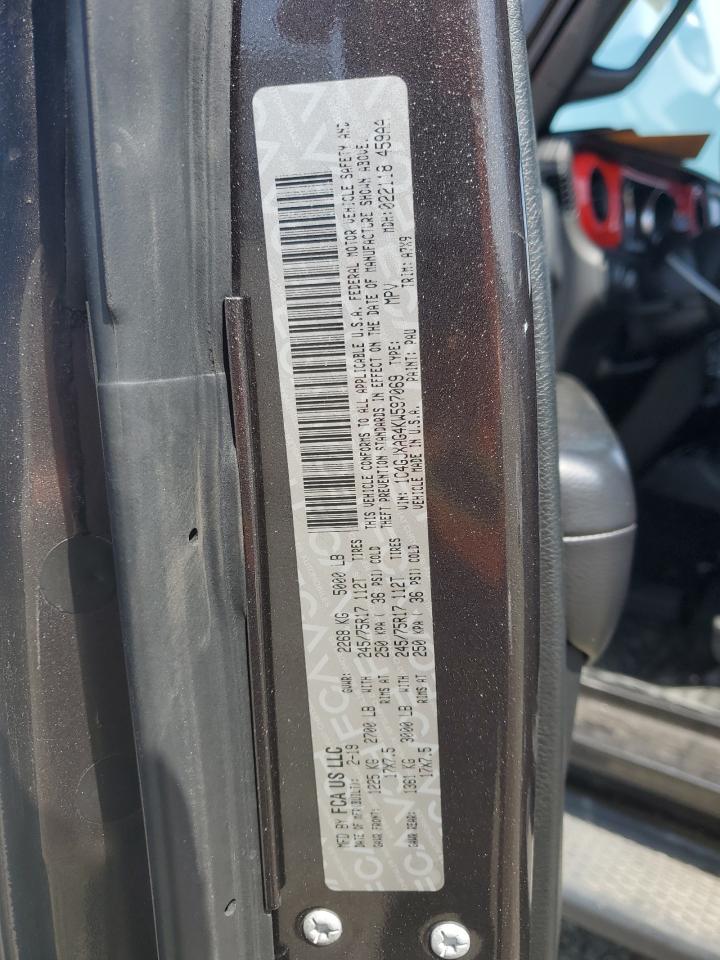 MFD BY FCA US LLC
DATE OF MFR(BUILT): 2-19 GVWR: 2268 KG 5000 LB
GAWR FRONT: 1225 KG 2700 LB WITH 245/75R17 112T TIRES
17X7.5 RIMS AT 250 KPA ( 36 PSI) COLD
GAWR REAR: 1361 KG 3000 LB WITH 245/75R17 112T TIRES
17X7.5 RIMS AT 250 KPA ( 36 PSI) COLD
THIS VEHICLE CONFORMS TO ALL APPLICABLE U.S.A. FEDERAL MOTOR VEHICLE SAFETY AND
THEFT PREVENTION STANDARDS IN EFFECT ON THE DATE OF MANUFACTURE SHOWN ABOVE.
VIN: 1C4GJXAG4KW597069 TYPE: MPV MDH: 022118 459AA
VEHICLE MADE IN U.S.A. PAINT: PAU TRIM: A7X9